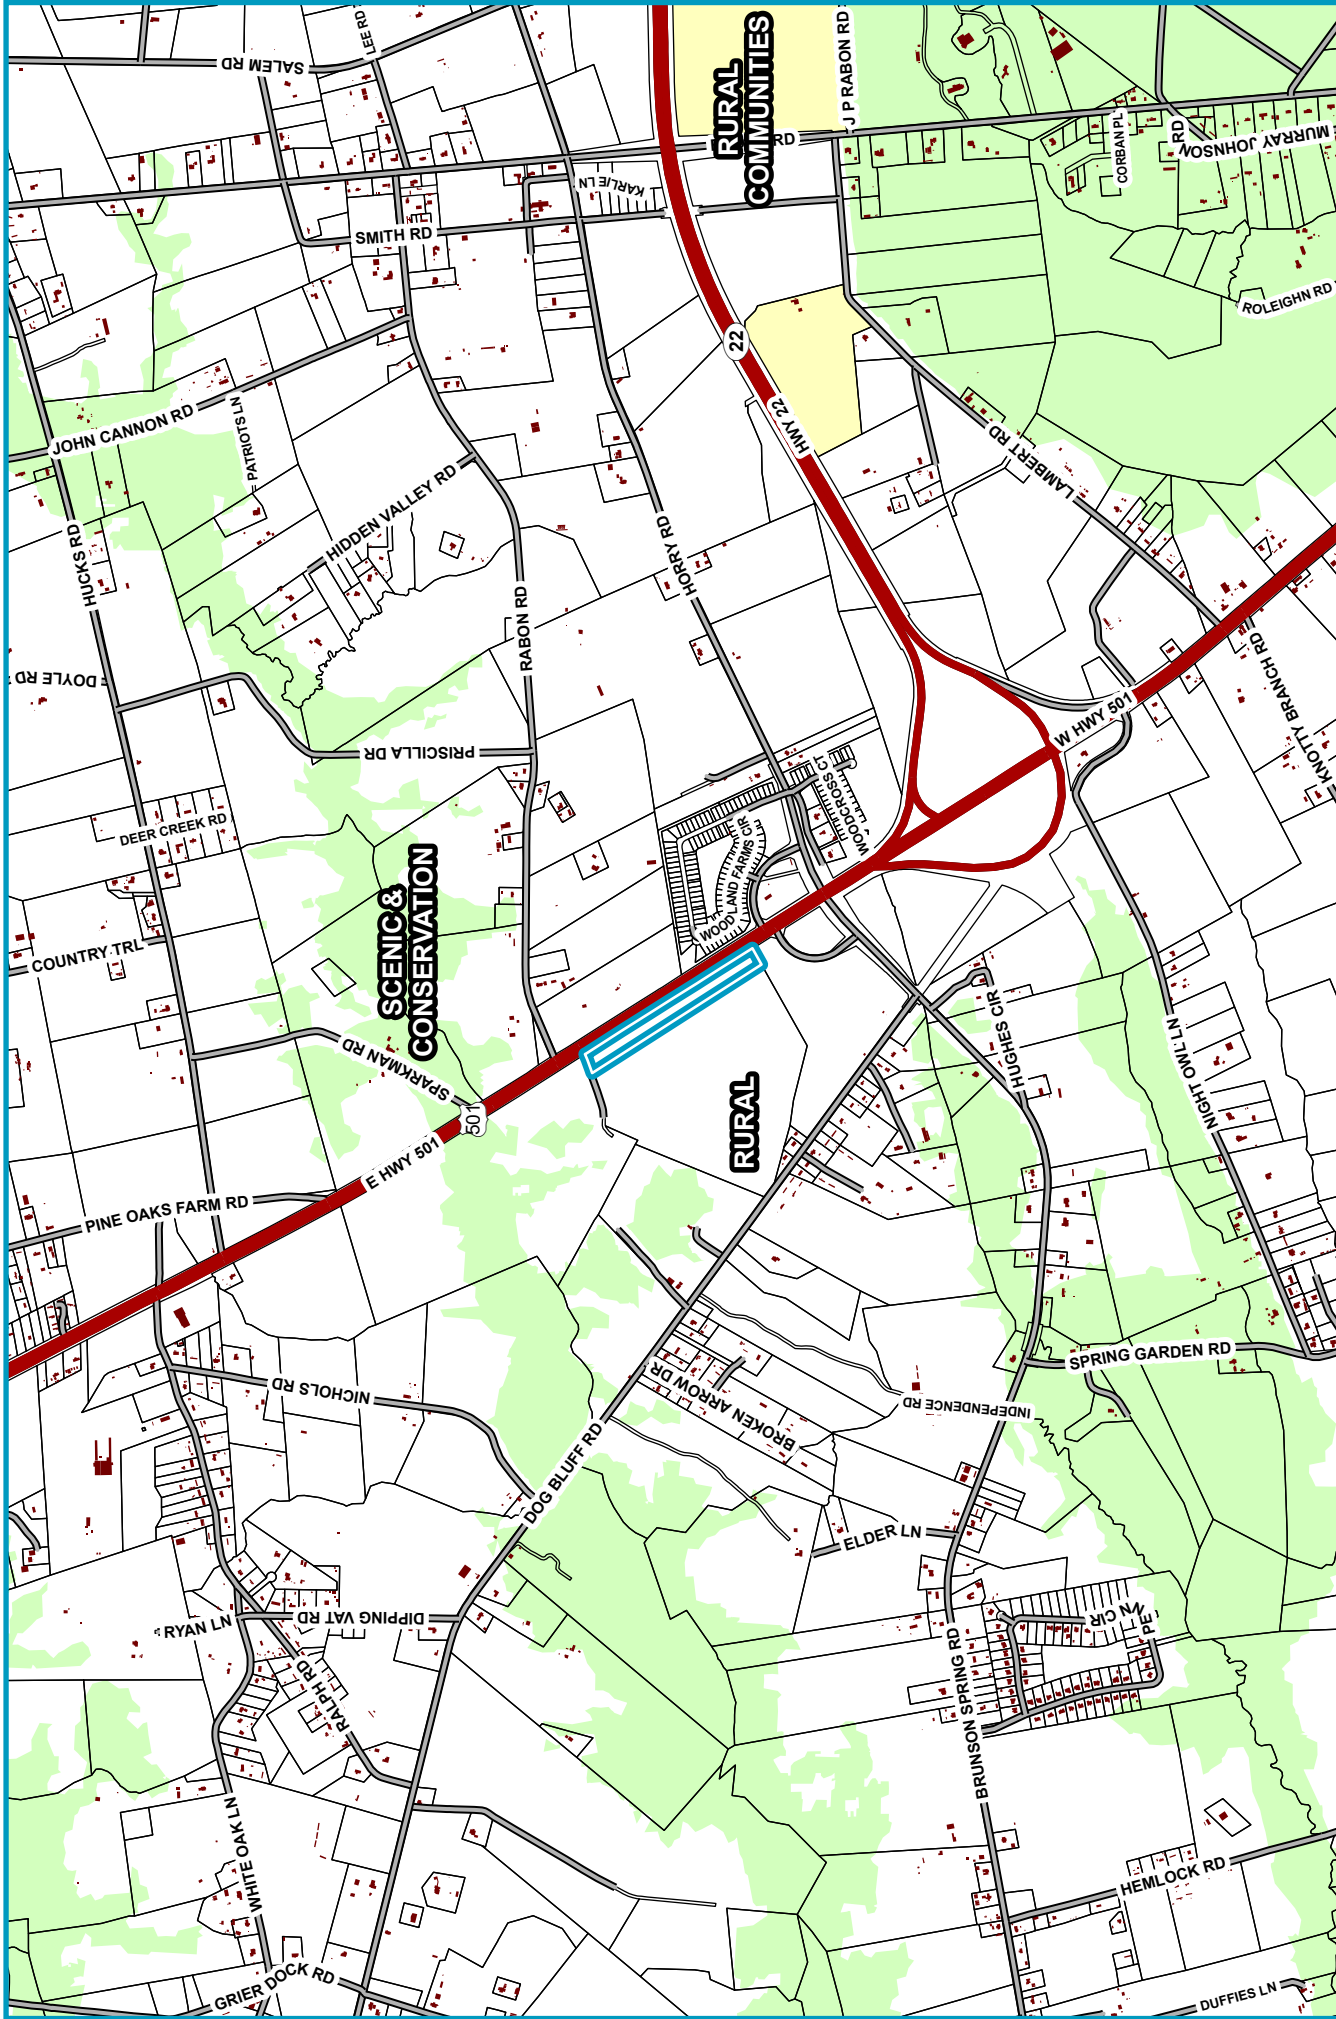 SALEM RD
LEE RD
RURAL
COMMUNITIES
J P RABON RD
RD
CORBAN PL
RD
MURRAY JOHNSON
KARLIE LN
SMITH RD
ROLEIGHN RD
22
HWY 22
JOHN CANNON RD
PATRIOTS LN
HIDDEN VALLEY RD
LAMBERT RD
HUCKS RD
HORRY RD
RABON RD
DOYLE RD
PRISCILLA DR
W HWY 501
KNOTTY BRANCH RD
DEER CREEK RD
WOODCROSS CT
WOODLAND FARMS CIR
SCENIC &
CONSERVATION
COUNTRY TRL
SPARKMAN RD
HUGHES CIR
NIGHT OWL LN
501
E HWY 501
RURAL
PINE OAKS FARM RD
SPRING GARDEN RD
NICHOLS RD
BROKEN ARROW DR
INDEPENDENCE RD
DOG BLUFF RD
ELDER LN
RYAN LN
DIPPING VAT RD
RALPH RD
BRUNSON SPRING RD
PE
NN CIR
WHITE OAK LN
HEMLOCK RD
GRIER DOCK RD
DUFFIES LN